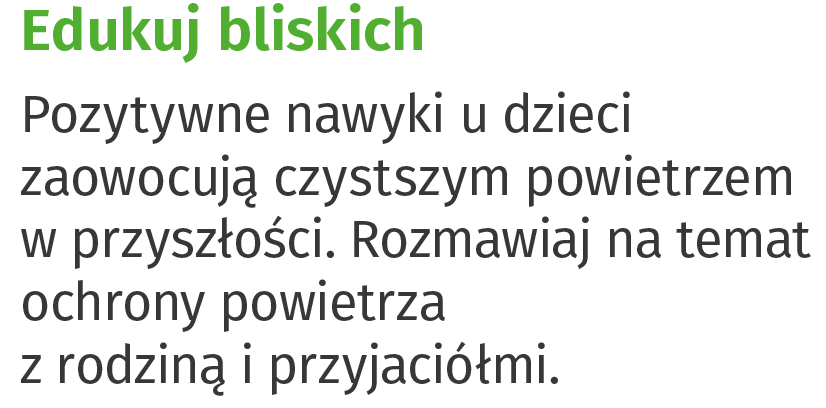 Edukuj bliskich
Pozytywne nawyki u dzieci
zaowocują czystszym powietrzem
w przyszłości. Rozmawiaj na temat
ochrony powietrza
z rodziną i przyjaciółmi.